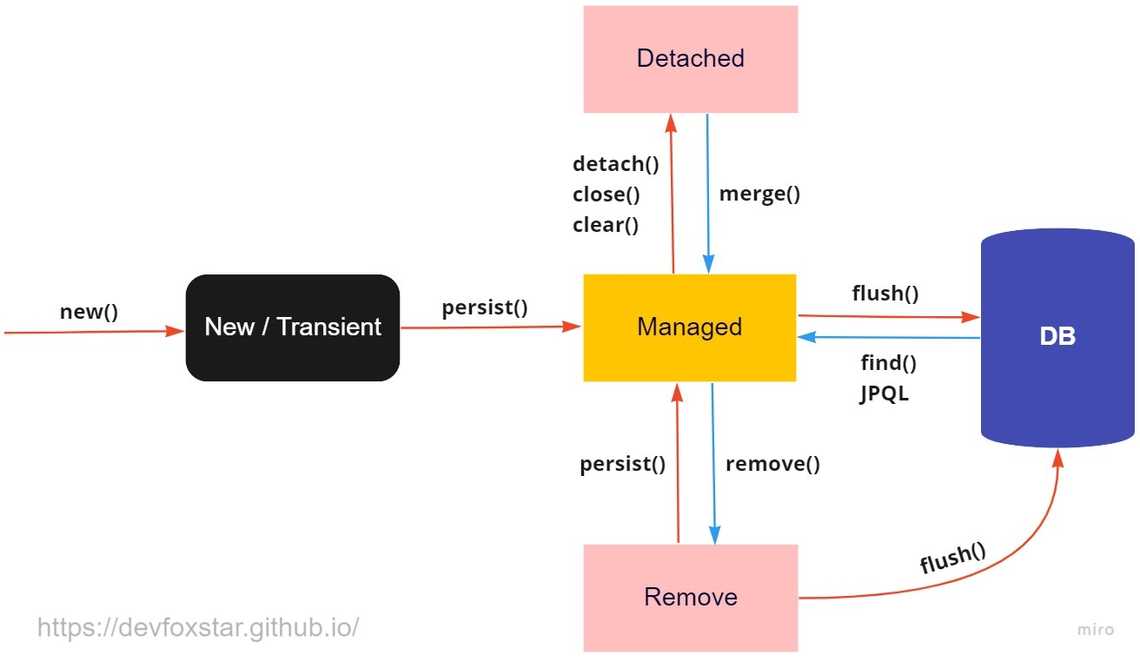 Detached
detach()
close()
clear()
merge()
new()
New / Transient
persist()
Managed
flush()
find()
JPQL
DB
persist()
remove()
Remove
flush()
https://devfoxstar.github.io/
miro